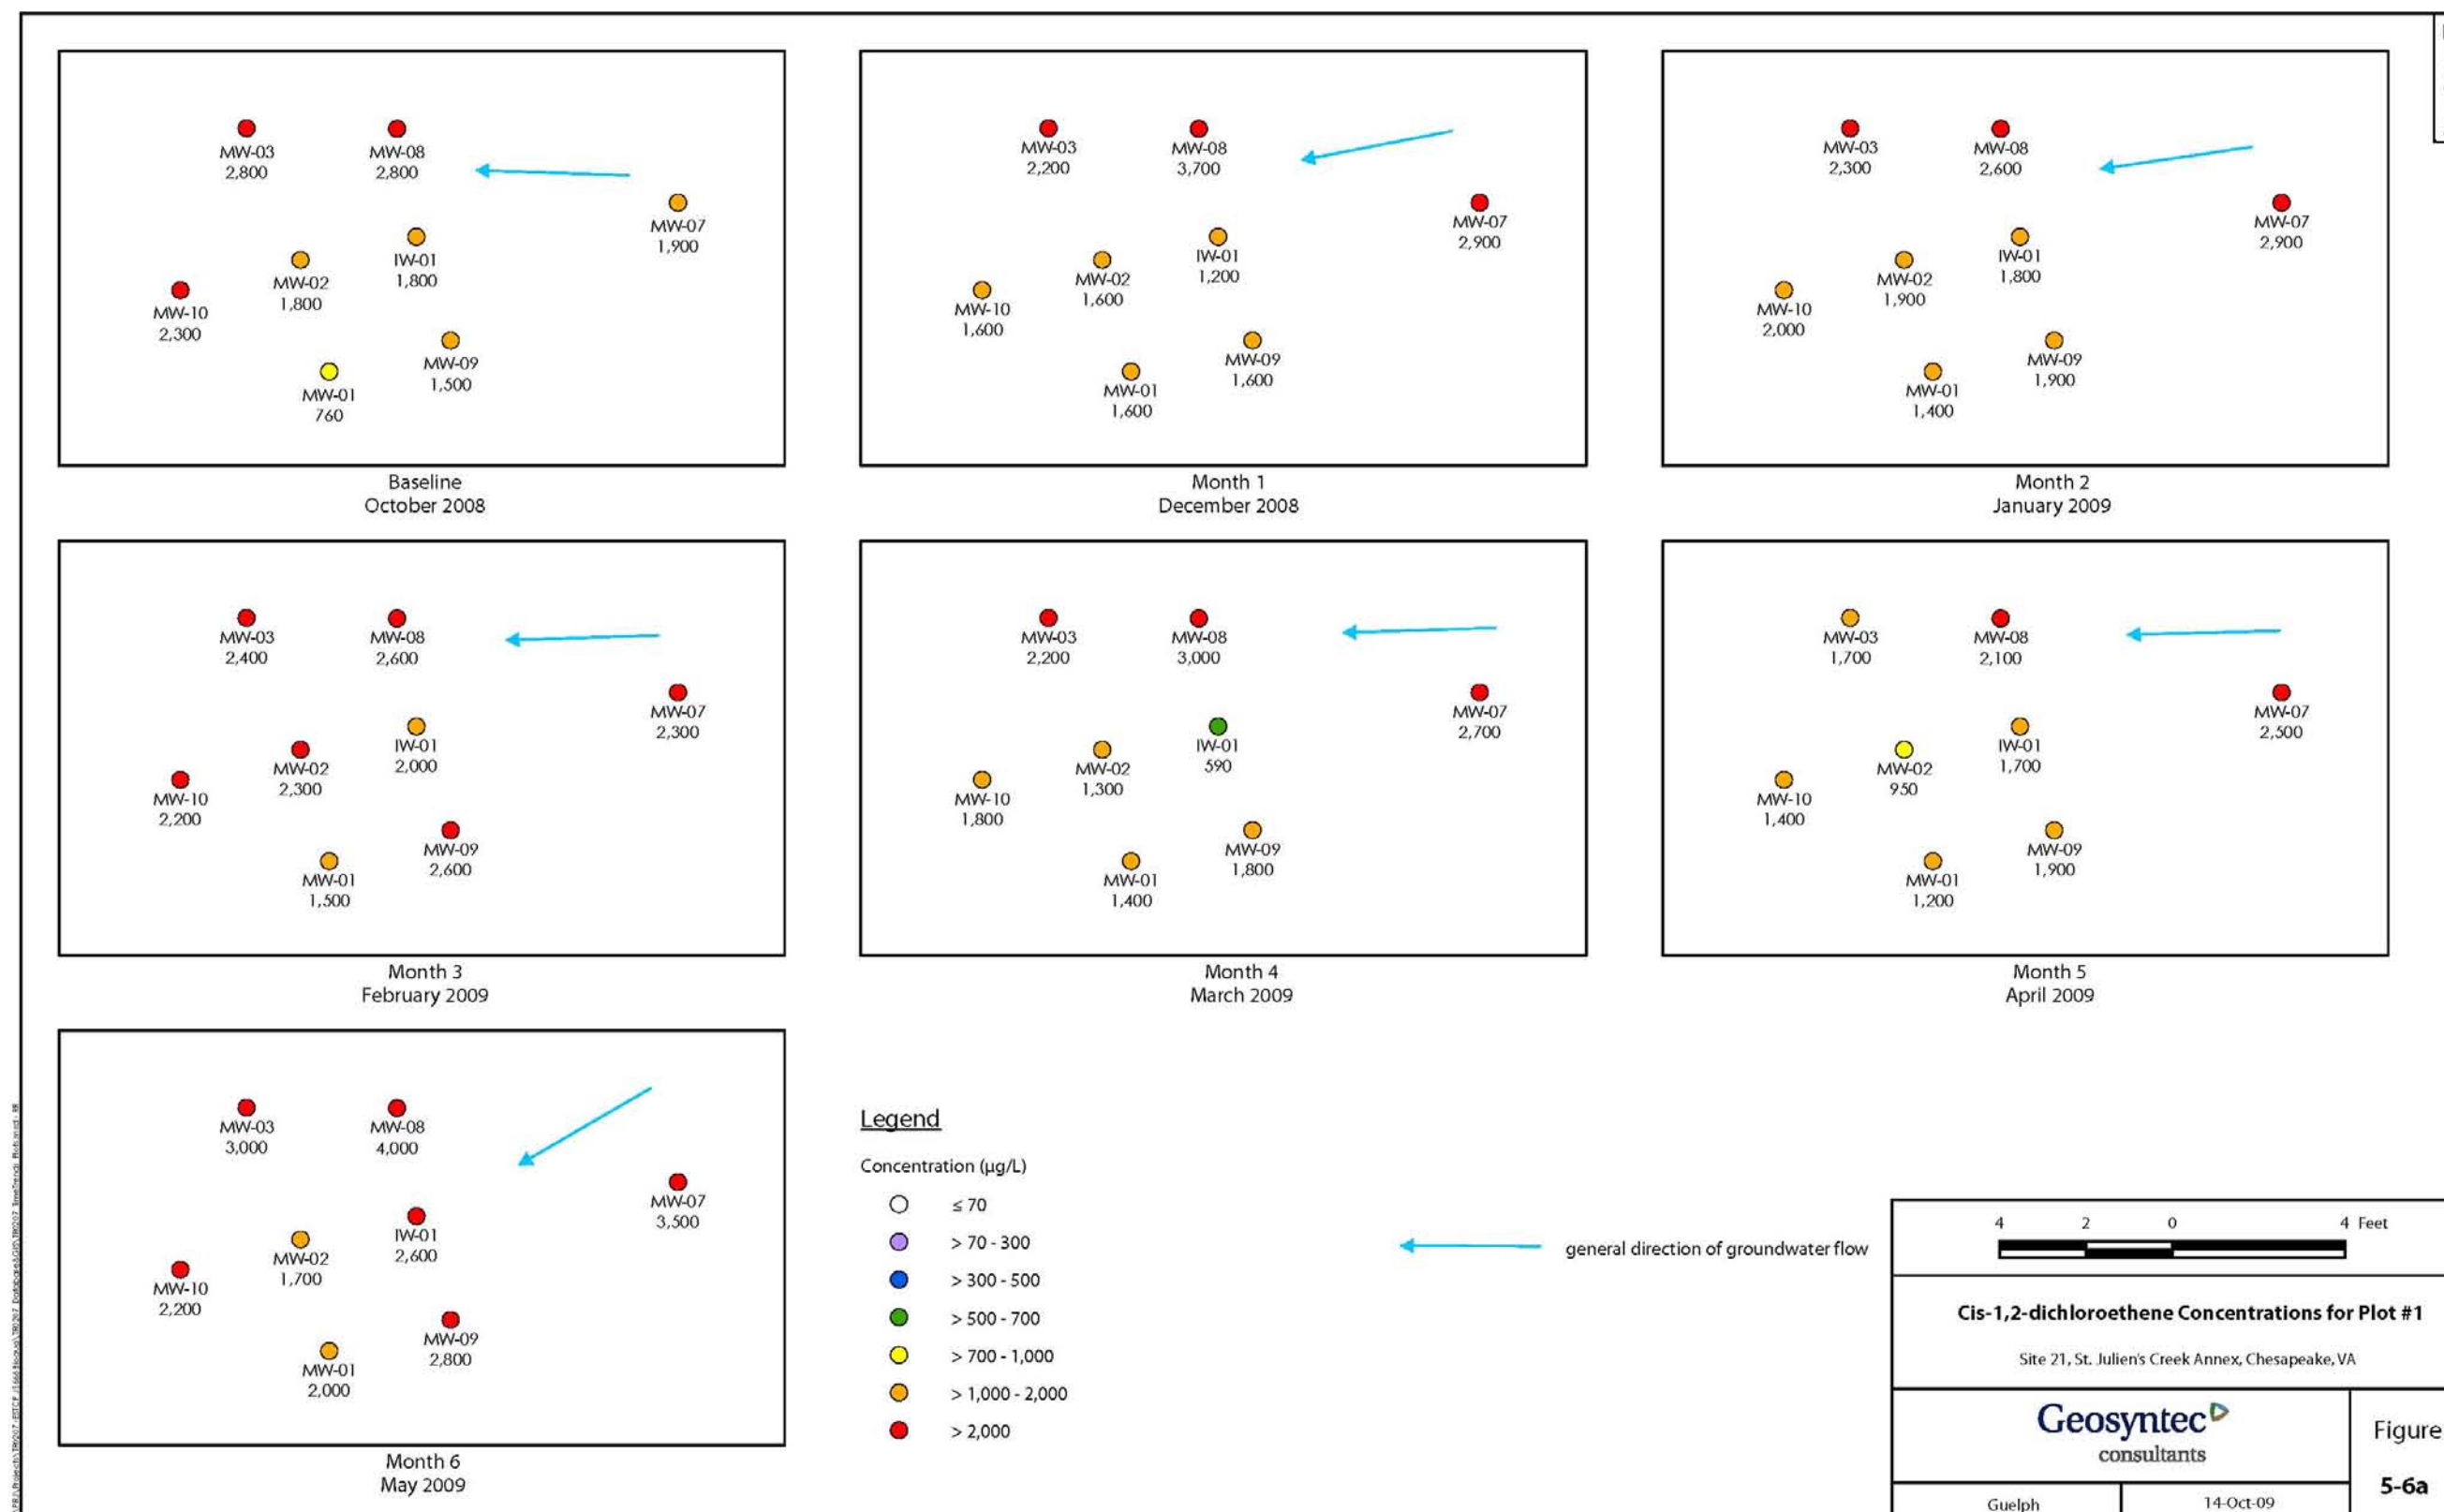 MW-03
2,800
MW-08
2,800
MW-07
1,900
IW-01
1,800
MW-02
1,800
MW-10
2,300
MW-09
1,500
MW-01
760
Baseline
October 2008
MW-03
2,200
MW-08
3,700
MW-07
2,900
IW-01
1,200
MW-02
1,600
MW-10
1,600
MW-09
1,600
MW-01
1,600
Month 1
December 2008
MW-03
2,300
MW-08
2,600
MW-07
2,900
IW-01
1,800
MW-02
1,900
MW-10
2,000
MW-09
1,900
MW-01
1,400
Month 2
January 2009
MW-03
2,400
MW-08
2,600
MW-07
2,300
IW-01
2,000
MW-02
2,300
MW-10
2,200
MW-09
2,600
MW-01
1,500
Month 3
February 2009
MW-03
2,200
MW-08
3,000
MW-07
2,700
IW-01
590
MW-02
1,300
MW-10
1,800
MW-09
1,800
MW-01
1,400
Month 4
March 2009
MW-03
1,700
MW-08
2,100
MW-07
2,500
IW-01
1,700
MW-02
950
MW-10
1,400
MW-09
1,900
MW-01
1,200
Month 5
April 2009
MW-03
3,000
MW-08
4,000
MW-07
3,500
IW-01
2,600
MW-02
1,700
MW-10
2,200
MW-09
2,800
MW-01
2,000
Month 6
May 2009
Legend
Concentration (µg/L)
≤ 70
> 70 - 300
> 300 - 500
> 500 - 700
> 700 - 1,000
> 1,000 - 2,000
> 2,000
general direction of groundwater flow
4 2 0 4 Feet
Cis-1,2-dichloroethene Concentrations for Plot #1
Site 21, St. Julien's Creek Annex, Chesapeake, VA
Geosyntec
consultants
Figure
5-6a
Guelph
14-Oct-09